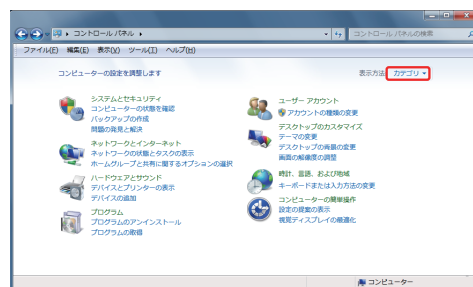 コントロール パネル
コントロール パネルの検索
ファイル(F) 編集(E) 表示(V) ツール(T) ヘルプ(H)
コンピューターの設定を調整します
表示方法: カテゴリ
システムとセキュリティ
コンピューターの状態を確認
バックアップの作成
問題の発見と解決
ネットワークとインターネット
ネットワークの状態とタスクの表示
ホームグループと共有に関するオプションの選択
ハードウェアとサウンド
デバイスとプリンターの表示
デバイスの追加
プログラム
プログラムのアンインストール
プログラムの取得
ユーザー アカウント
アカウントの種類の変更
デスクトップのカスタマイズ
テーマの変更
デスクトップの背景の変更
画面の解像度の調整
時計、言語、および地域
キーボードまたは入力方法の変更
コンピューターの簡単操作
設定の提案の表示
視覚ディスプレイの最適化
コンピューター